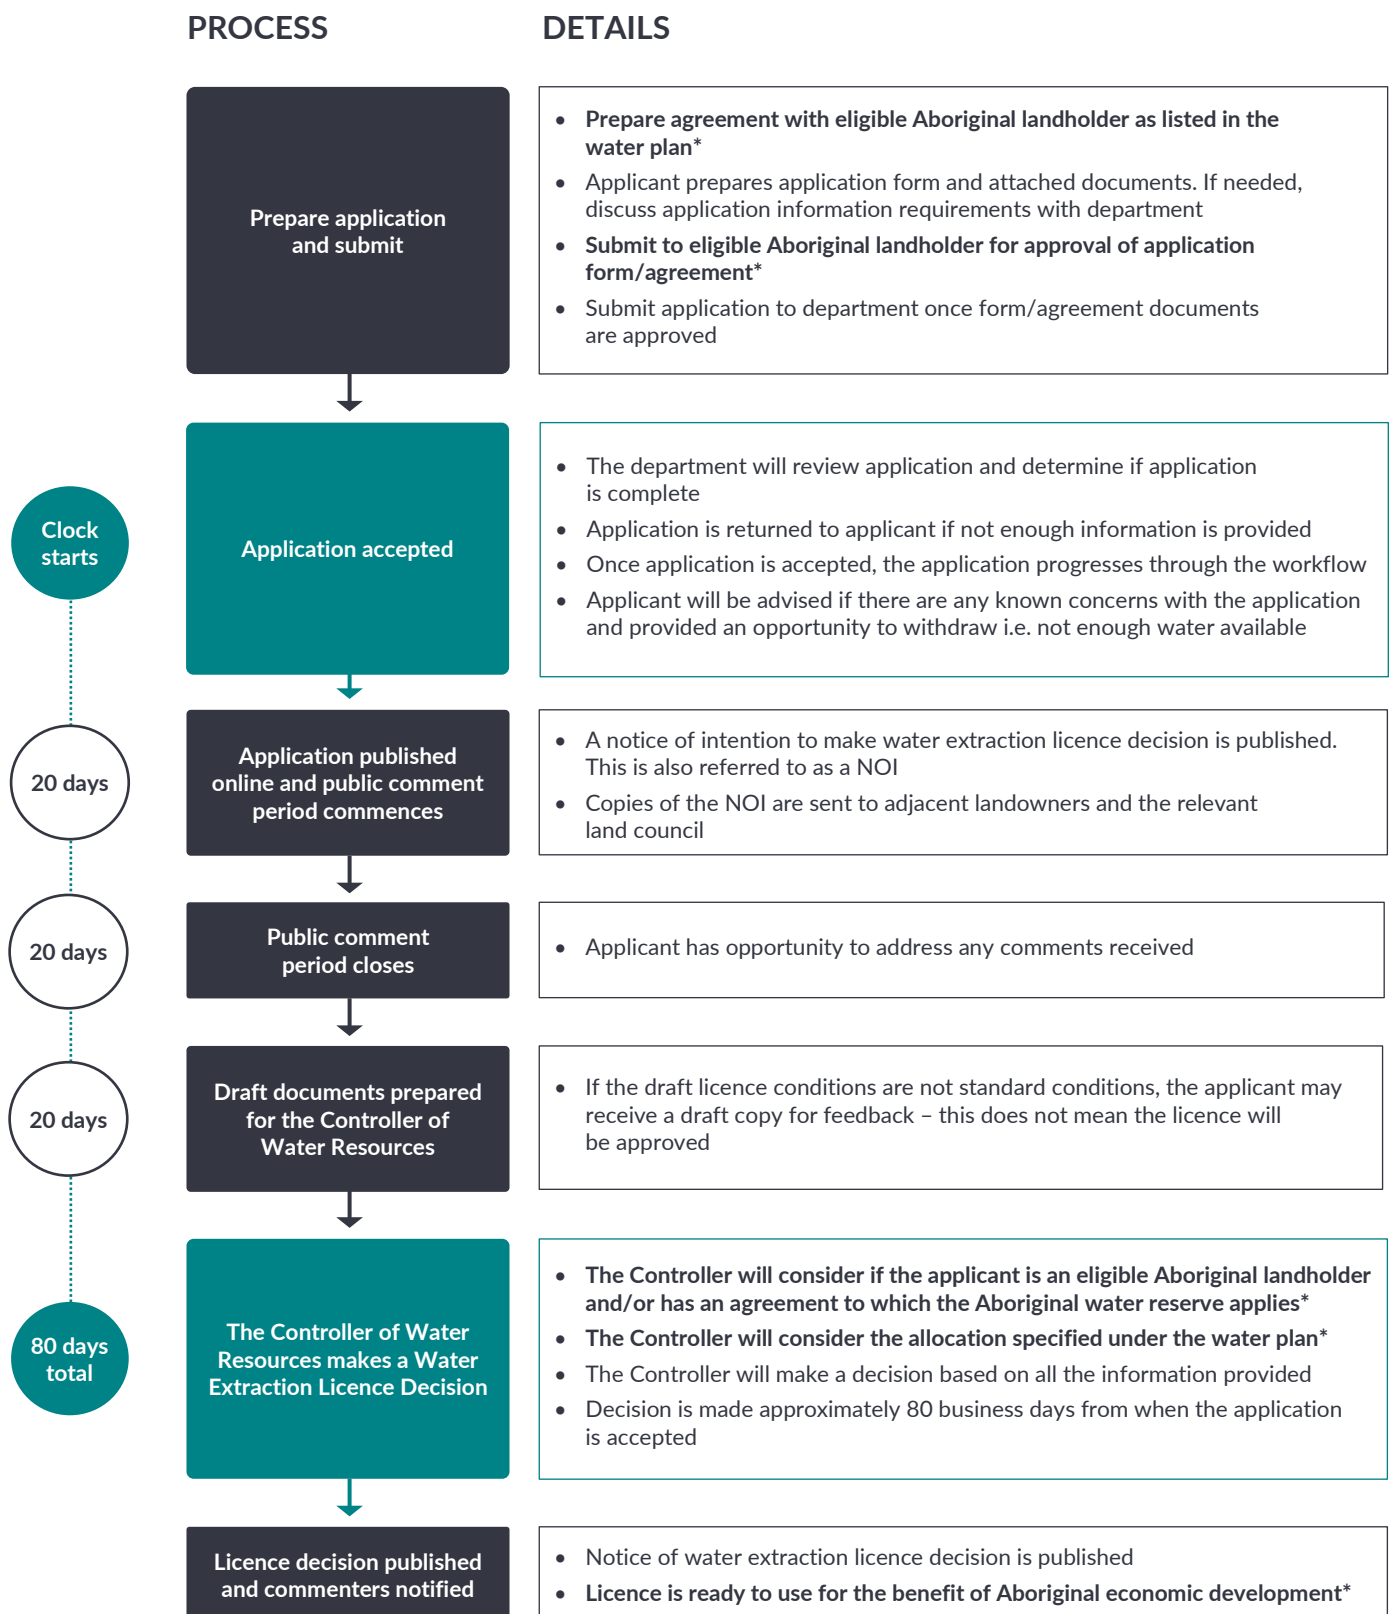 PROCESS
DETAILS
Prepare application
and submit
• Prepare agreement with eligible Aboriginal landholder as listed in the
water plan*
• Applicant prepares application form and attached documents. If needed,
discuss application information requirements with department
• Submit to eligible Aboriginal landholder for approval of application
form/agreement*
• Submit application to department once form/agreement documents
are approved
Clock
starts
Application accepted
• The department will review application and determine if application
is complete
• Application is returned to applicant if not enough information is provided
• Once application is accepted, the application progresses through the workflow
• Applicant will be advised if there are any known concerns with the application
and provided an opportunity to withdraw i.e. not enough water available
20 days
Application published
online and public comment
period commences
• A notice of intention to make water extraction licence decision is published.
This is also referred to as a NOI
• Copies of the NOI are sent to adjacent landowners and the relevant
land council
20 days
Public comment
period closes
• Applicant has opportunity to address any comments received
20 days
Draft documents prepared
for the Controller of
Water Resources
• If the draft licence conditions are not standard conditions, the applicant may
receive a draft copy for feedback – this does not mean the licence will
be approved
80 days
total
The Controller of Water
Resources makes a Water
Extraction Licence Decision
• The Controller will consider if the applicant is an eligible Aboriginal landholder
and/or has an agreement to which the Aboriginal water reserve applies*
• The Controller will consider the allocation specified under the water plan*
• The Controller will make a decision based on all the information provided
• Decision is made approximately 80 business days from when the application
is accepted
Licence decision published
and commenters notified
• Notice of water extraction licence decision is published
• Licence is ready to use for the benefit of Aboriginal economic development*